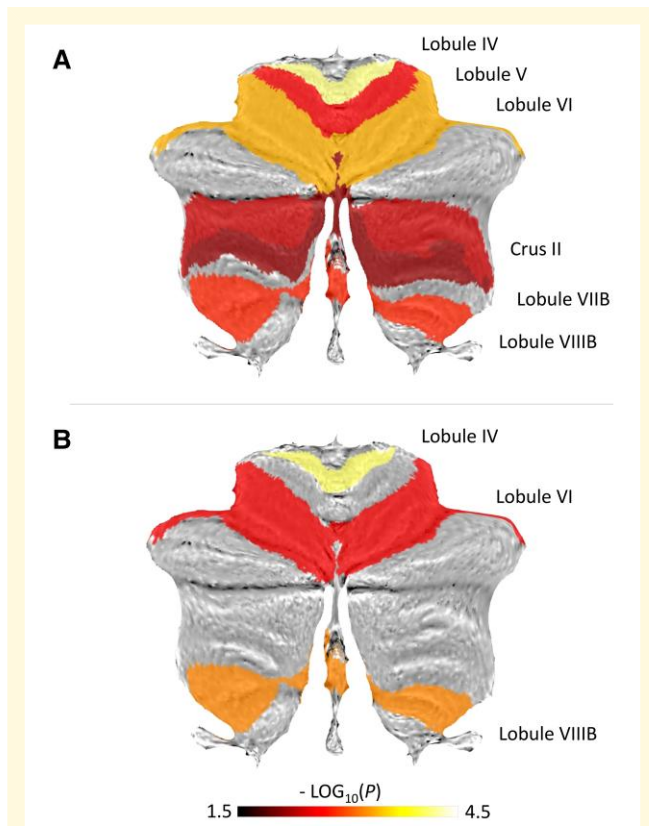 A
Lobule IV
Lobule V
Lobule VI
Crus II
Lobule VIIB
Lobule VIIIB
B
Lobule IV
Lobule VI
Lobule VIIIB
- LOG₁₀(P)
1.5 4.5